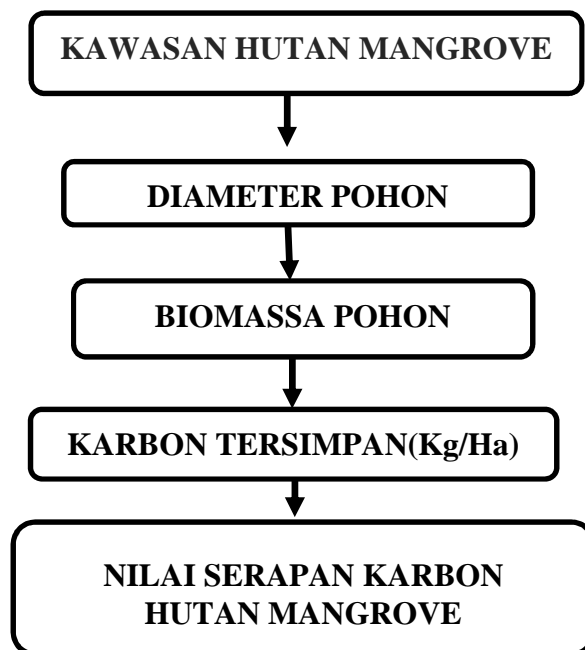 KAWASAN HUTAN MANGROVE
DIAMETER POHON
BIOMASSA POHON
KARBON TERSIMPAN(Kg/Ha)
NILAI SERAPAN KARBON
HUTAN MANGROVE